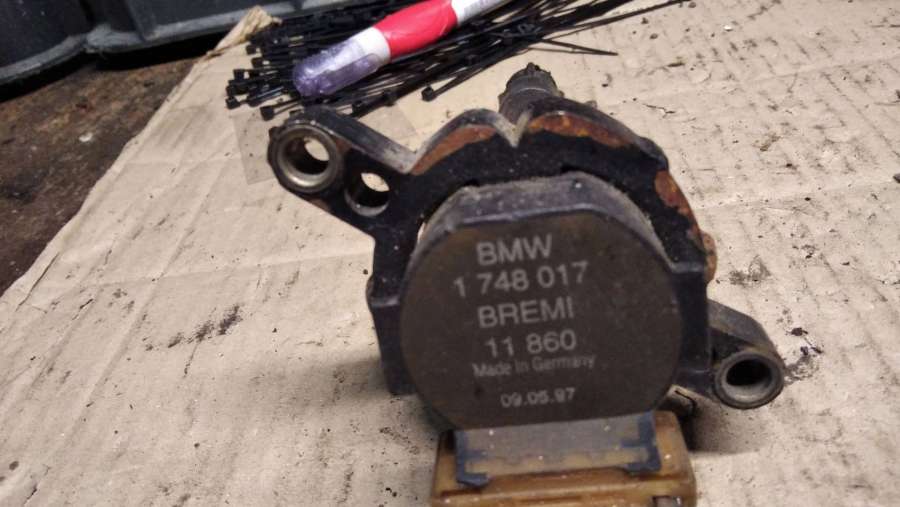 BMW
1 748 017
BREMI
11 860
Made In Germany
09.05.97